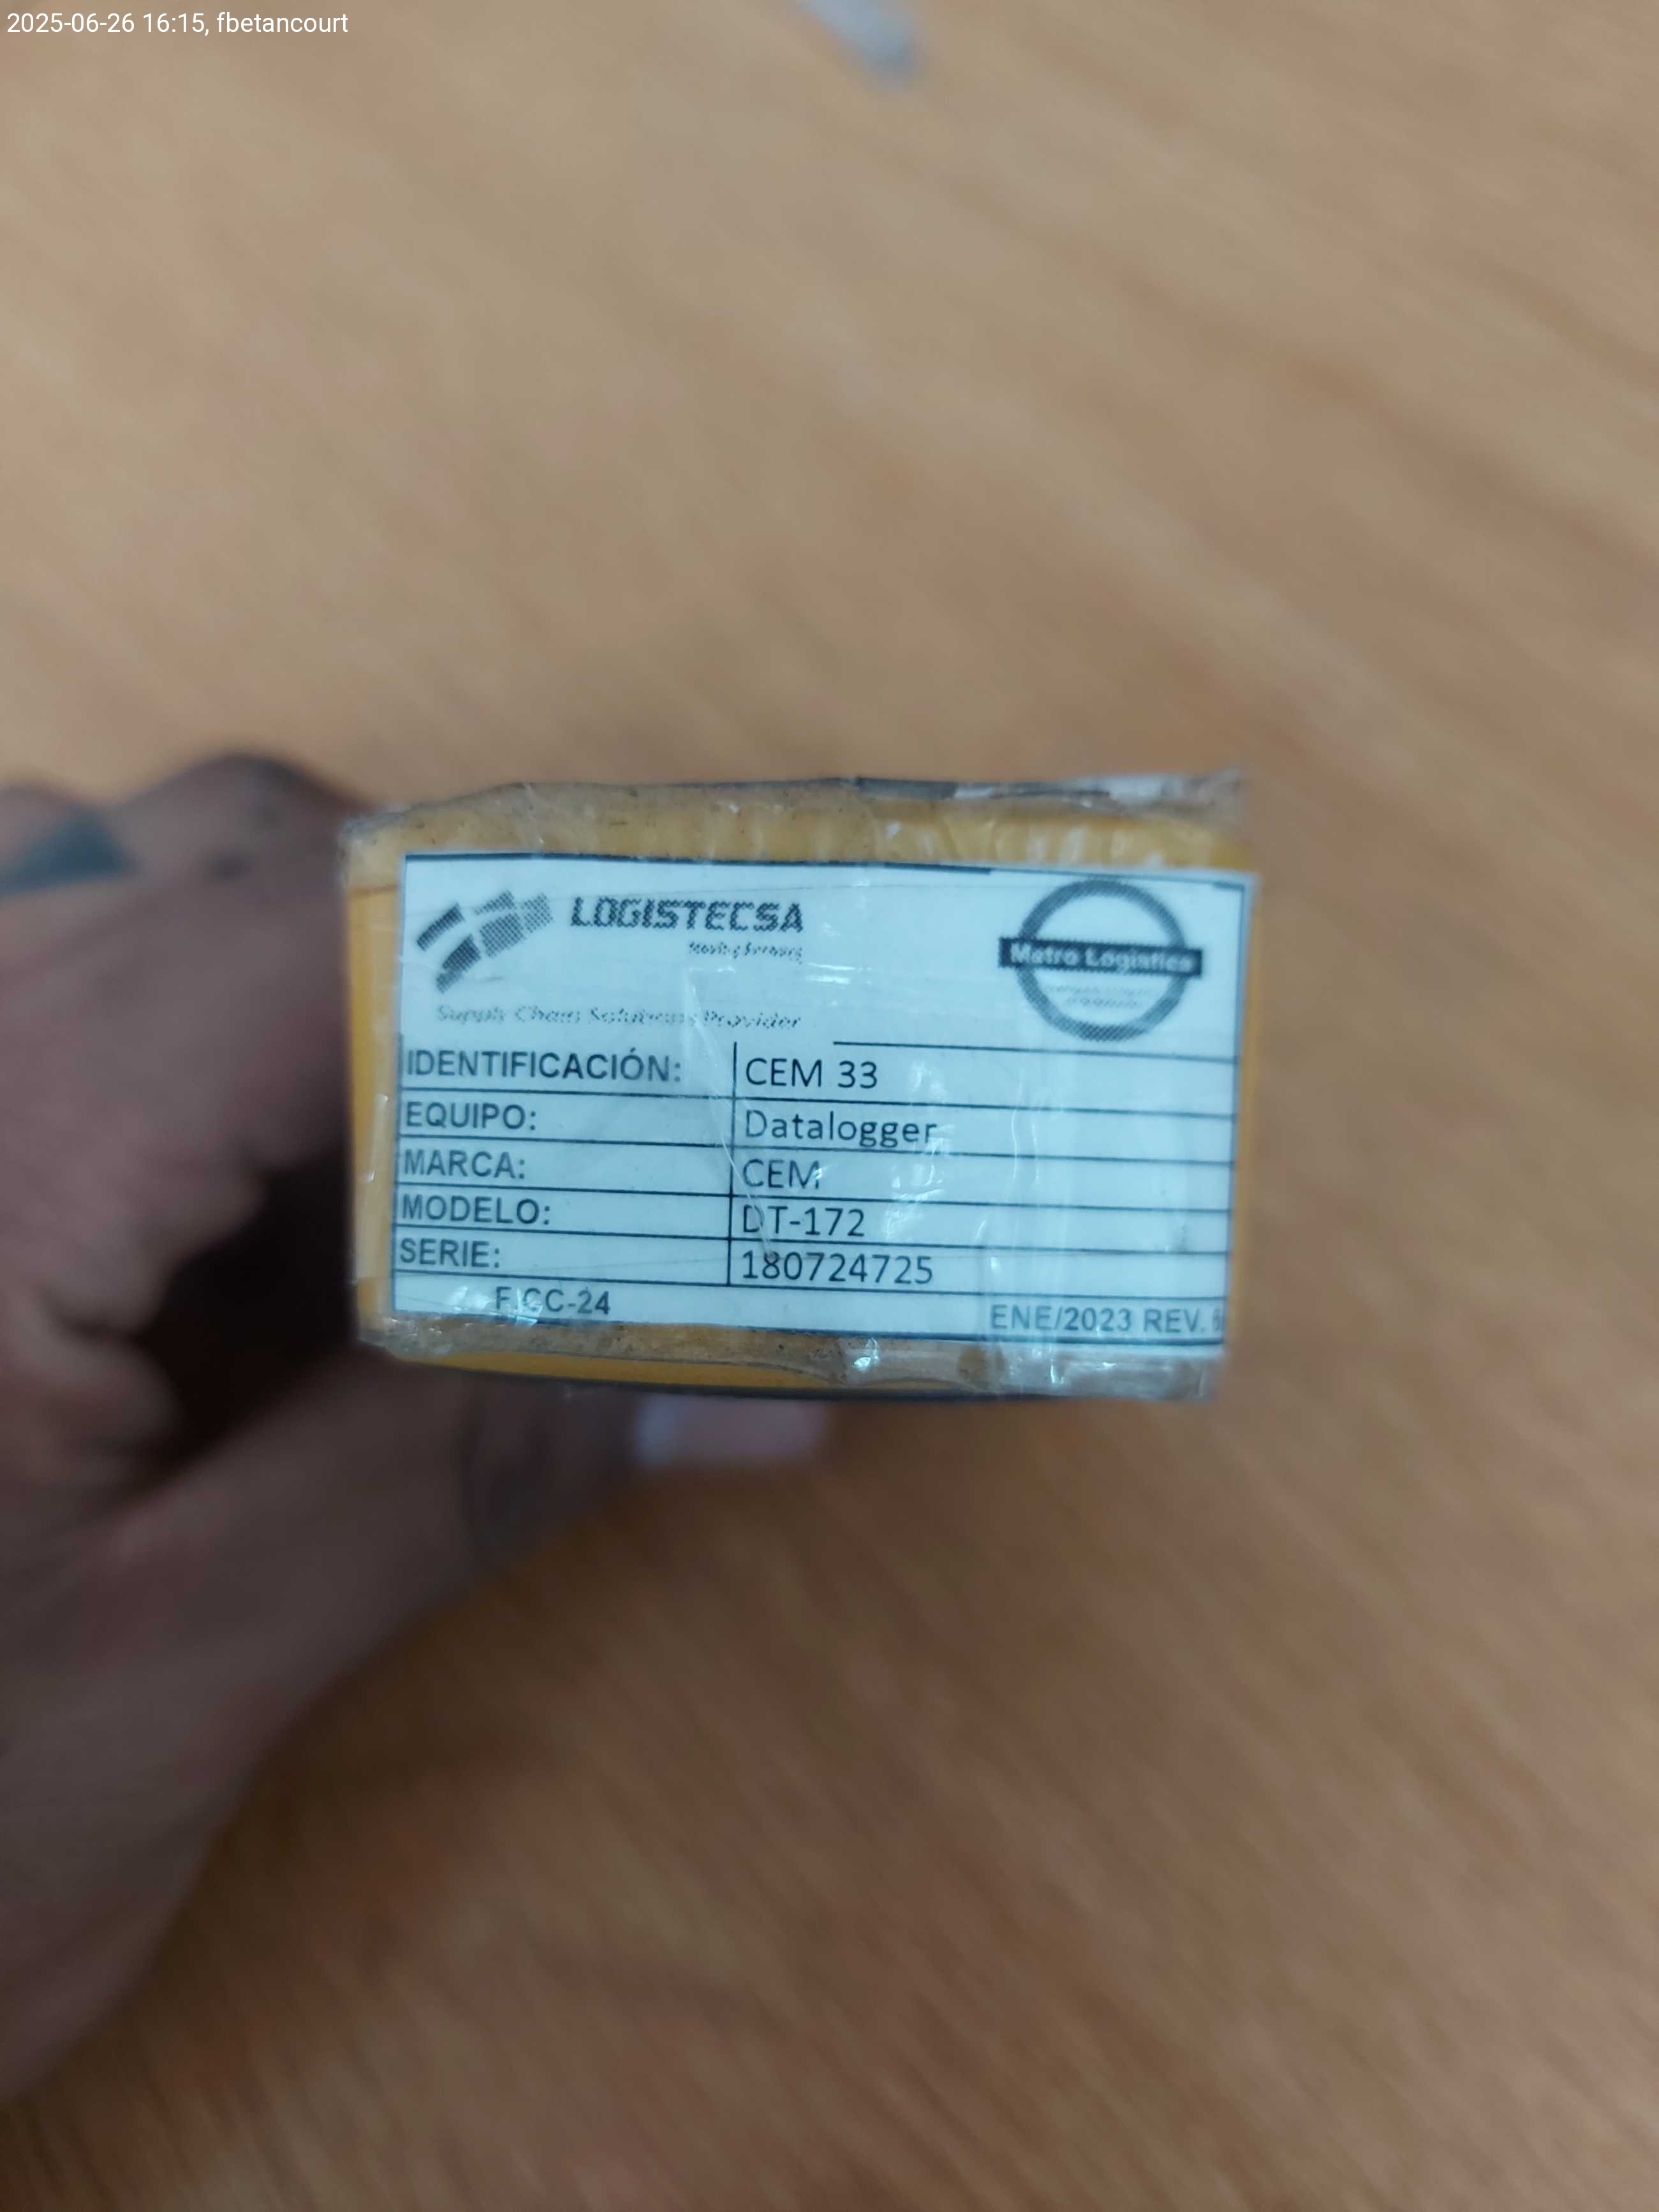 2025-06-26 16:15, fbetancourt
LOGISTECSA
Metro Logistica
Supply Chain Solutions Provider
IDENTIFICACIÓN: CEM 33
EQUIPO: Datalogger
MARCA: CEM
MODELO: DT-172
SERIE: 180724725
F.CC-24
ENE/2023 REV.